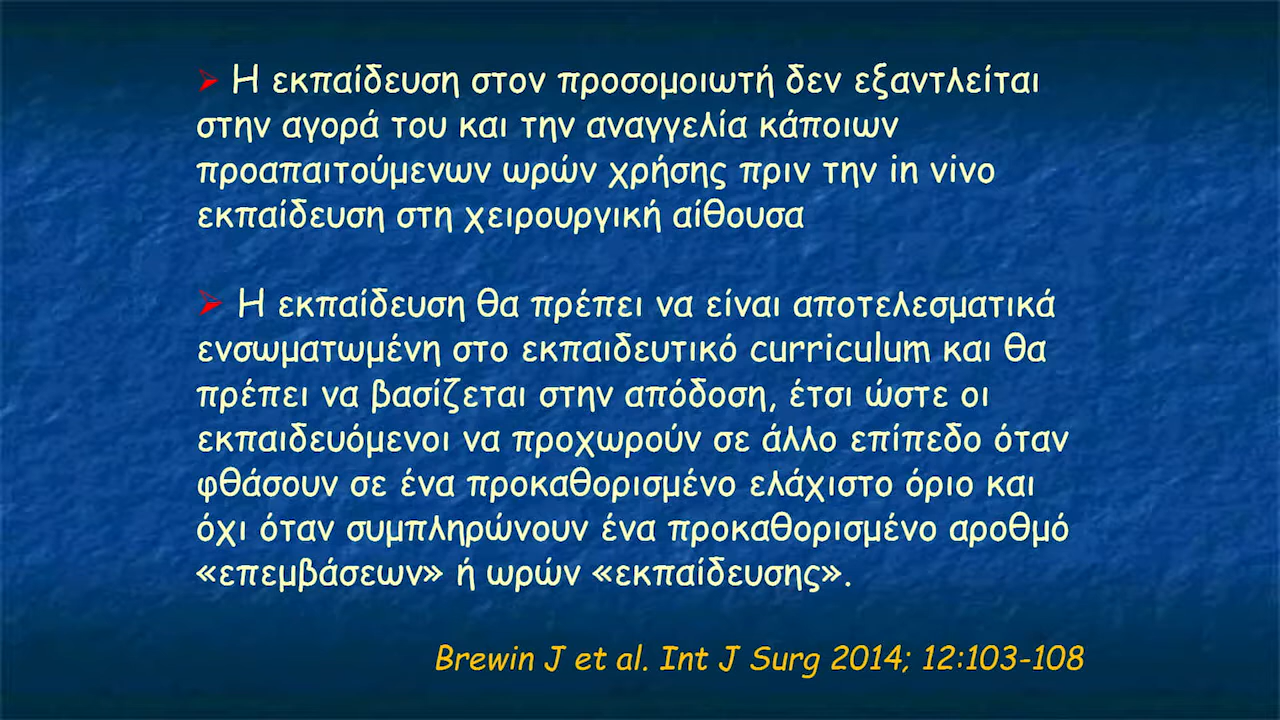 ➢ Η εκπαίδευση στον προσομοιωτή δεν εξαντλείται
στην αγορά του και την αναγγελία κάποιων
προαπαιτούμενων ωρών χρήσης πριν την in vivo
εκπαίδευση στη χειρουργική αίθουσα
➢ Η εκπαίδευση θα πρέπει να είναι αποτελεσματικά
ενσωματωμένη στο εκπαιδευτικό curriculum και θα
πρέπει να βασίζεται στην απόδοση, έτσι ώστε οι
εκπαιδευόμενοι να προχωρούν σε άλλο επίπεδο όταν
φθάσουν σε ένα προκαθορισμένο ελάχιστο όριο και
όχι όταν συμπληρώνουν ένα προκαθορισμένο αροθμό
«επεμβάσεων» ή ωρών «εκπαίδευσης».
Brewin J et al. Int J Surg 2014; 12:103-108